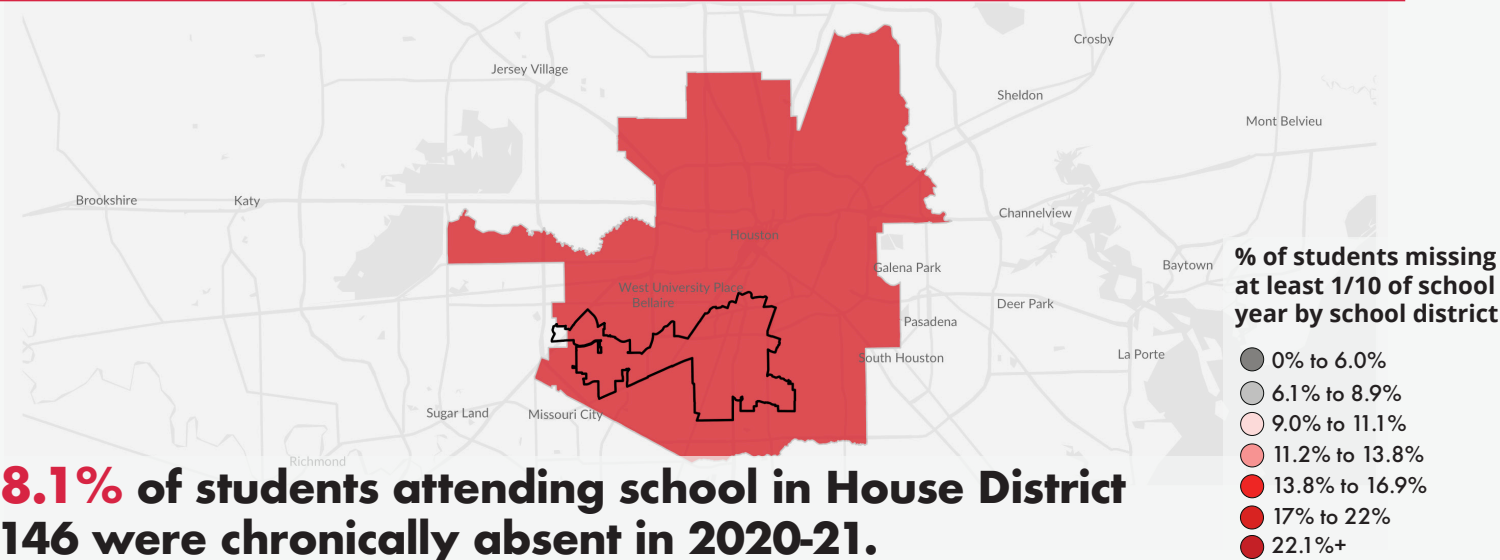 Crosby
Jersey Village
Sheldon
Mont Belvieu
Brookshire
Katy
Channelview
Houston
Galena Park
Baytown
West University Place
Bellaire
Deer Park
Pasadena
South Houston
La Porte
Sugar Land
Missouri City
Richmond
% of students missing
at least 1/10 of school
year by school district
0% to 6.0%
6.1% to 8.9%
9.0% to 11.1%
11.2% to 13.8%
13.8% to 16.9%
17% to 22%
22.1%+
8.1% of students attending school in House District
146 were chronically absent in 2020-21.